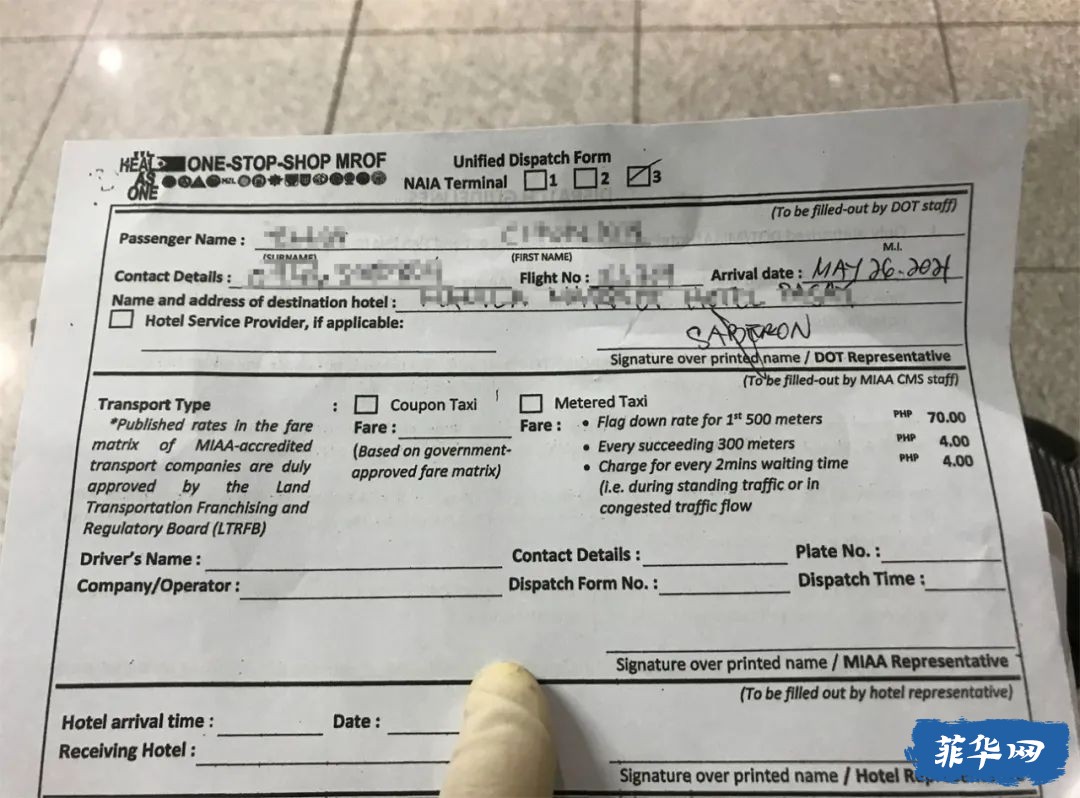 HEAL AS ONE
ONE-STOP-SHOP MROF
Unified Dispatch Form
NAIA Terminal 1 2 3
(To be filled-out by DOT staff)
Passenger Name :
(SURNAME) (FIRST NAME) M.I.
Contact Details : Flight No : Arrival date : MAY 26-2021
Name and address of destination hotel :
Hotel Service Provider, if applicable:
SABERON
Signature over printed name / DOT Representative
(To be filled-out by MIAA CMS staff)
Transport Type : Coupon Taxi Metered Taxi
*Published rates in the fare matrix of MIAA-accredited transport companies are duly approved by the Land Transportation Franchising and Regulatory Board (LTRFB)
Fare :
(Based on government-approved fare matrix)
Fare : • Flag down rate for 1st 500 meters PHP 70.00
• Every succeeding 300 meters PHP 4.00
• Charge for every 2mins waiting time PHP 4.00
(i.e. during standing traffic or in congested traffic flow
Driver's Name : Contact Details : Plate No. :
Company/Operator : Dispatch Form No. : Dispatch Time :
Signature over printed name / MIAA Representative
(To be filled out by hotel representative)
Hotel arrival time : Date :
Receiving Hotel :
Signature over printed name / Hotel
菲华网